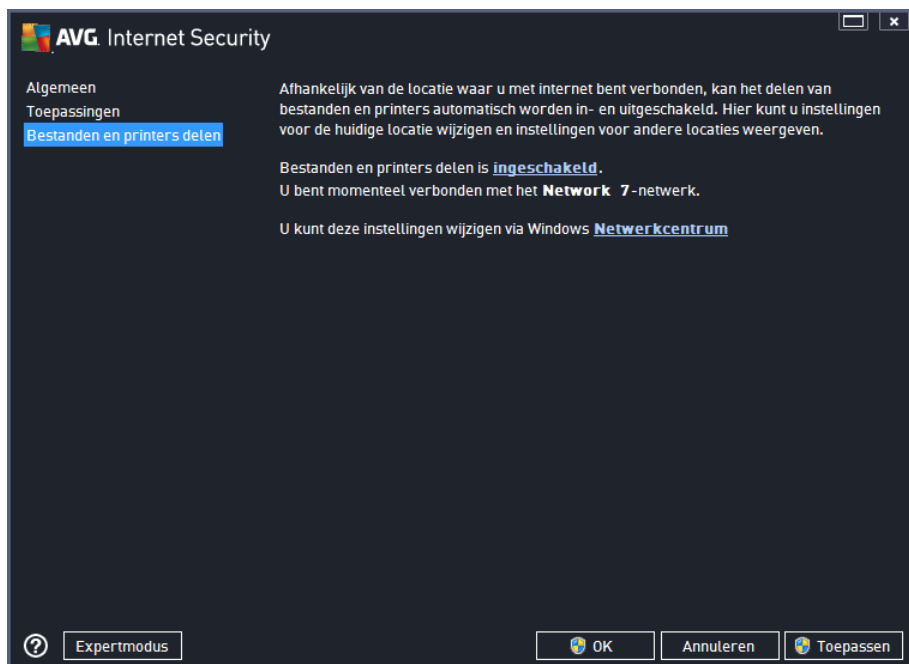 AVG. Internet Security
Algemeen
Toepassingen
Bestanden en printers delen
Afhankelijk van de locatie waar u met internet bent verbonden, kan het delen van
bestanden en printers automatisch worden in- en uitgeschakeld. Hier kunt u instellingen
voor de huidige locatie wijzigen en instellingen voor andere locaties weergeven.
Bestanden en printers delen is ingeschakeld.
U bent momenteel verbonden met het Network 7-netwerk.
U kunt deze instellingen wijzigen via Windows Netwerkcentrum
? Expertmodus OK Annuleren Toepassen